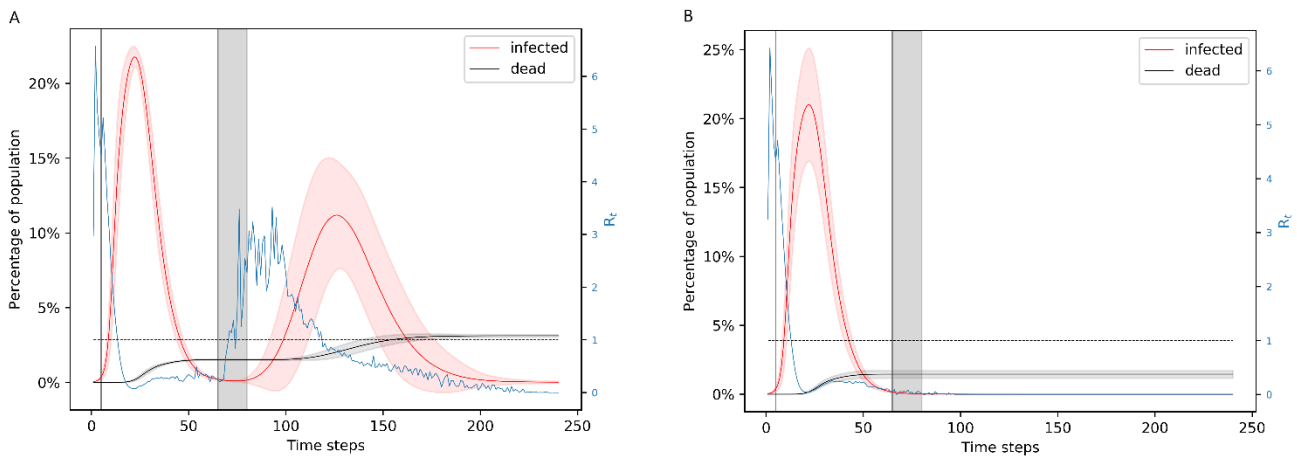 A
infected
dead
20%
15%
10%
5%
0%
Percentage of population
6
5
4
3
2
1
0
R_t
0 50 100 150 200 250
Time steps
B
infected
dead
25%
20%
15%
10%
5%
0%
Percentage of population
6
5
4
3
2
1
0
R_t
0 50 100 150 200 250
Time steps